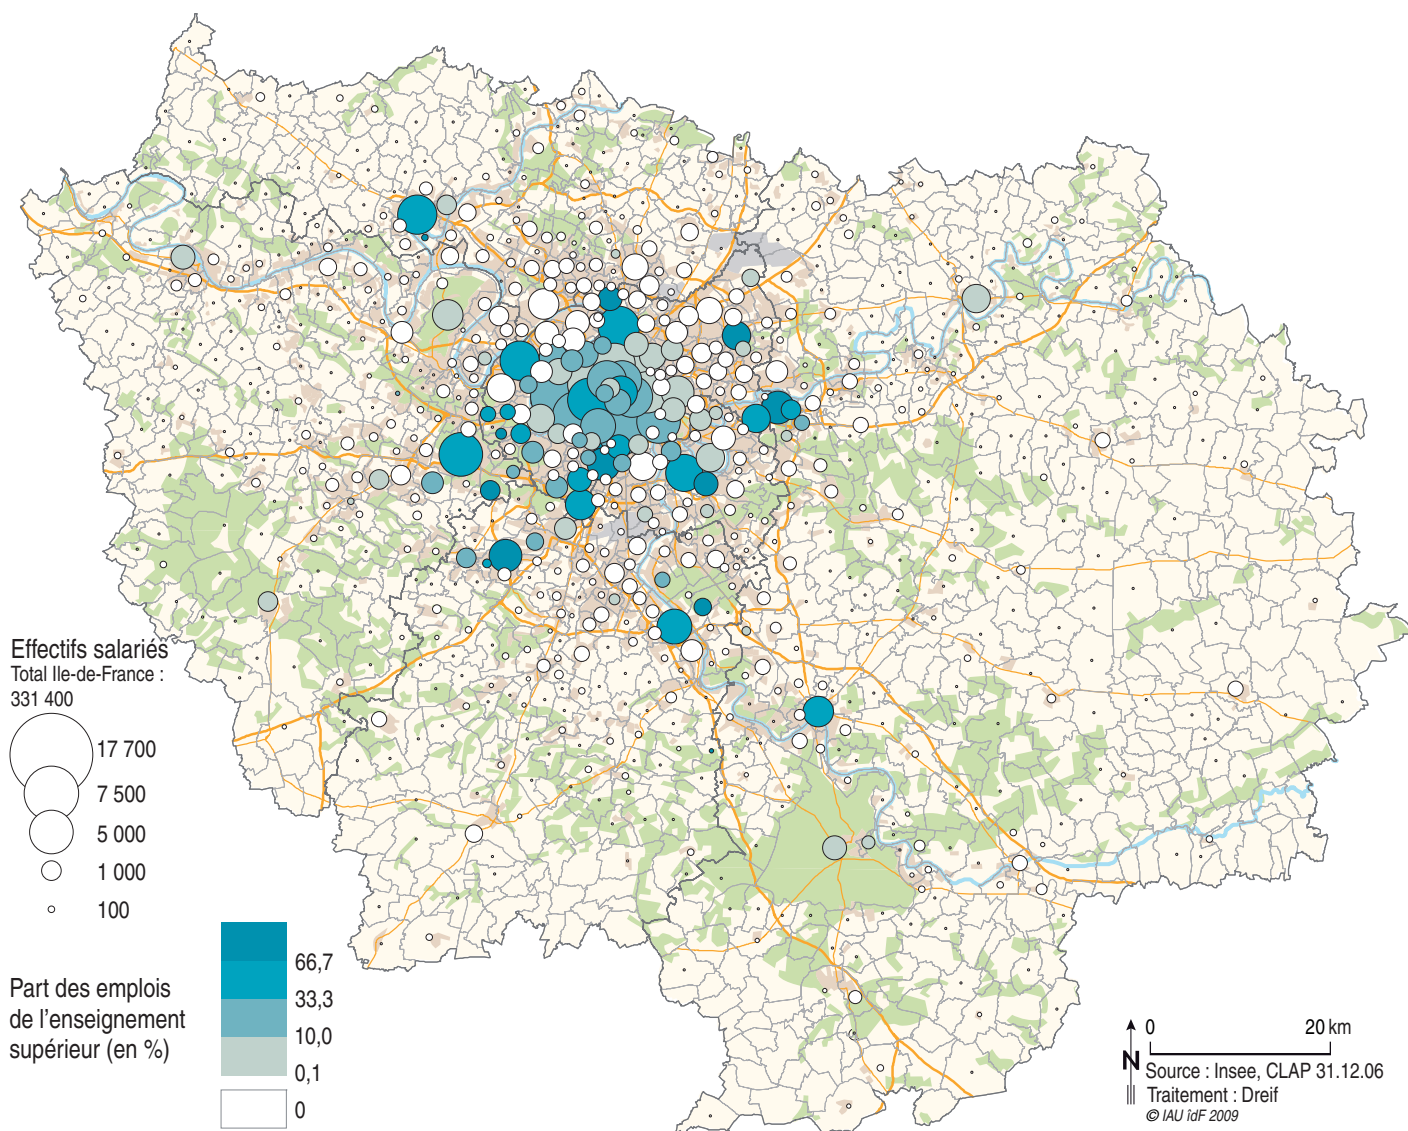 Effectifs salariés
Total Ile-de-France :
331 400
17 700
7 500
5 000
1 000
100
Part des emplois
de l'enseignement
supérieur (en %)
66,7
33,3
10,0
0,1
0
0 20 km
N
Source : Insee, CLAP 31.12.06
Traitement : Dreif
© IAU îdF 2009